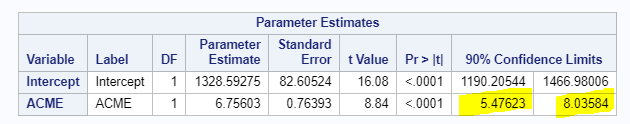 Parameter Estimates
Variable Label DF Parameter Estimate Standard Error t Value Pr > |t| 90% Confidence Limits
Intercept Intercept 1 1328.59275 82.60524 16.08 <.0001 1190.20544 1466.98006
ACME ACME 1 6.75603 0.76393 8.84 <.0001 5.47623 8.03584